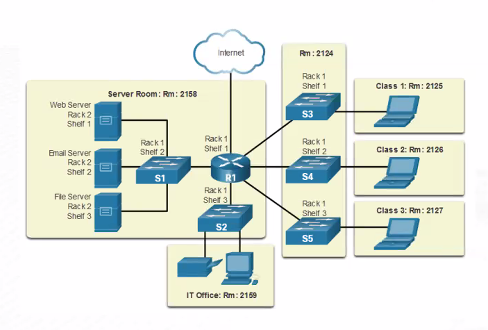 Internet
Rm: 2124
Server Room: Rm: 2158
Web Server
Rack 2
Shelf 1
Email Server
Rack 2
Shelf 2
File Server
Rack 2
Shelf 3
Rack 1
Shelf 2
S1
Rack 1
Shelf 1
R1
Rack 1
Shelf 3
S2
IT Office: Rm: 2159
Rack 1
Shelf 1
S3
Rack 1
Shelf 2
S4
Rack 1
Shelf 3
S5
Class 1: Rm: 2125
Class 2: Rm: 2126
Class 3: Rm: 2127